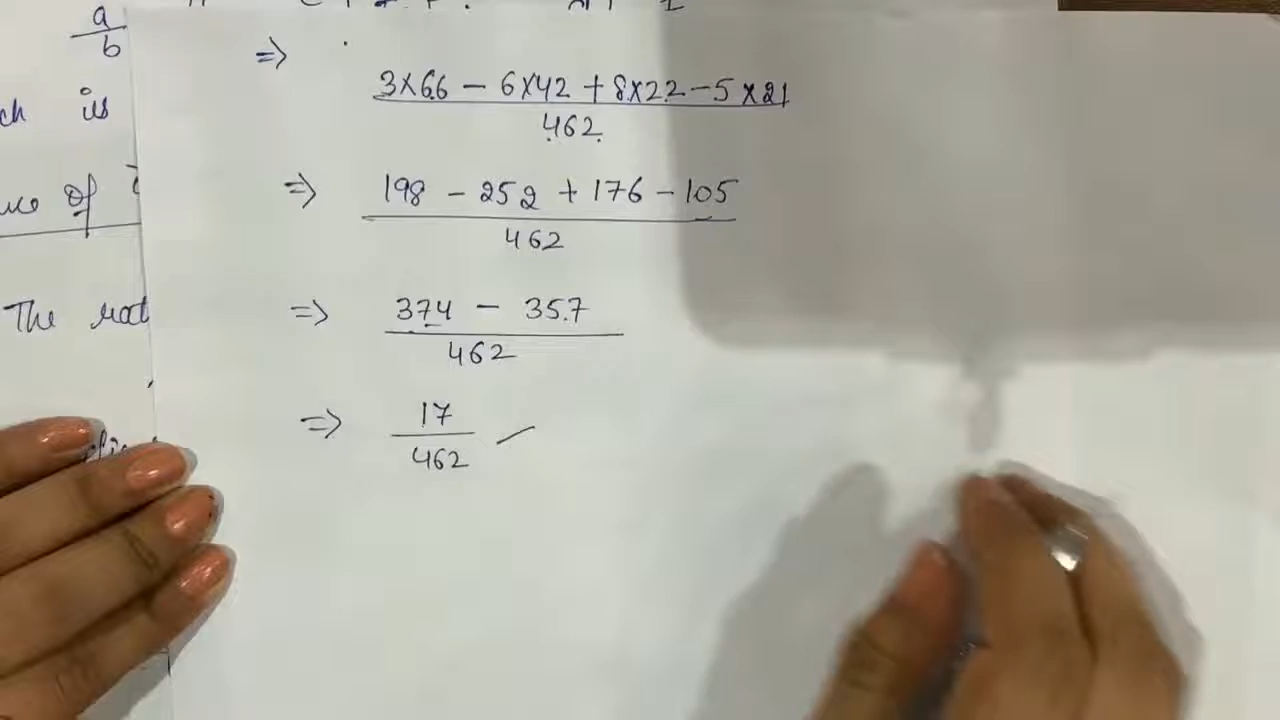 a
b
is
of
The
=>
3×66 - 6×42 + 8×22 - 5×21
462
=> 198 - 252 + 176 - 105
462
=> 374 - 357
462
=> 17
462